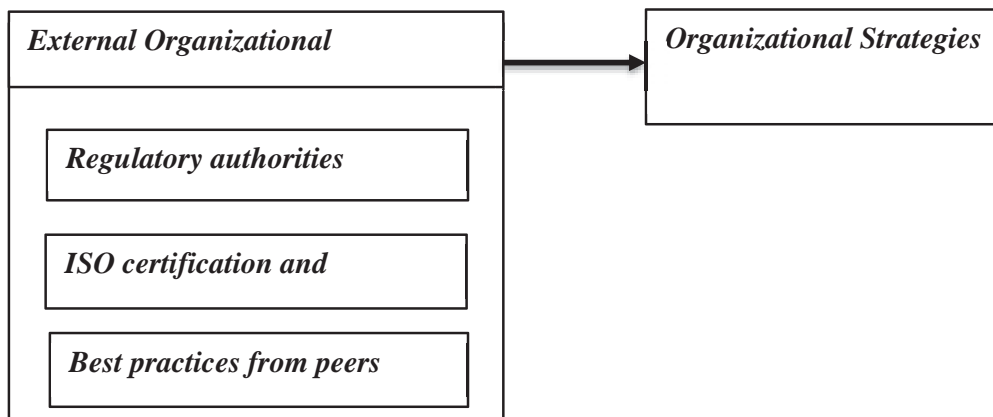 External Organizational
Organizational Strategies
Regulatory authorities
ISO certification and
Best practices from peers